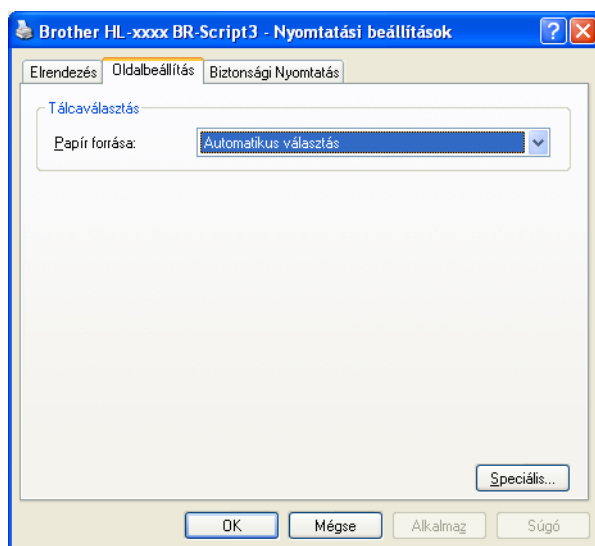 Brother HL-xxxx BR-Script3 - Nyomtatási beállítások
Elrendezés Oldalbeállítás Biztonsági Nyomtatás
Tálcaválasztás
Papír forrása: Automatikus választás
Speciális...
OK Mégse Alkalmaz Súgó